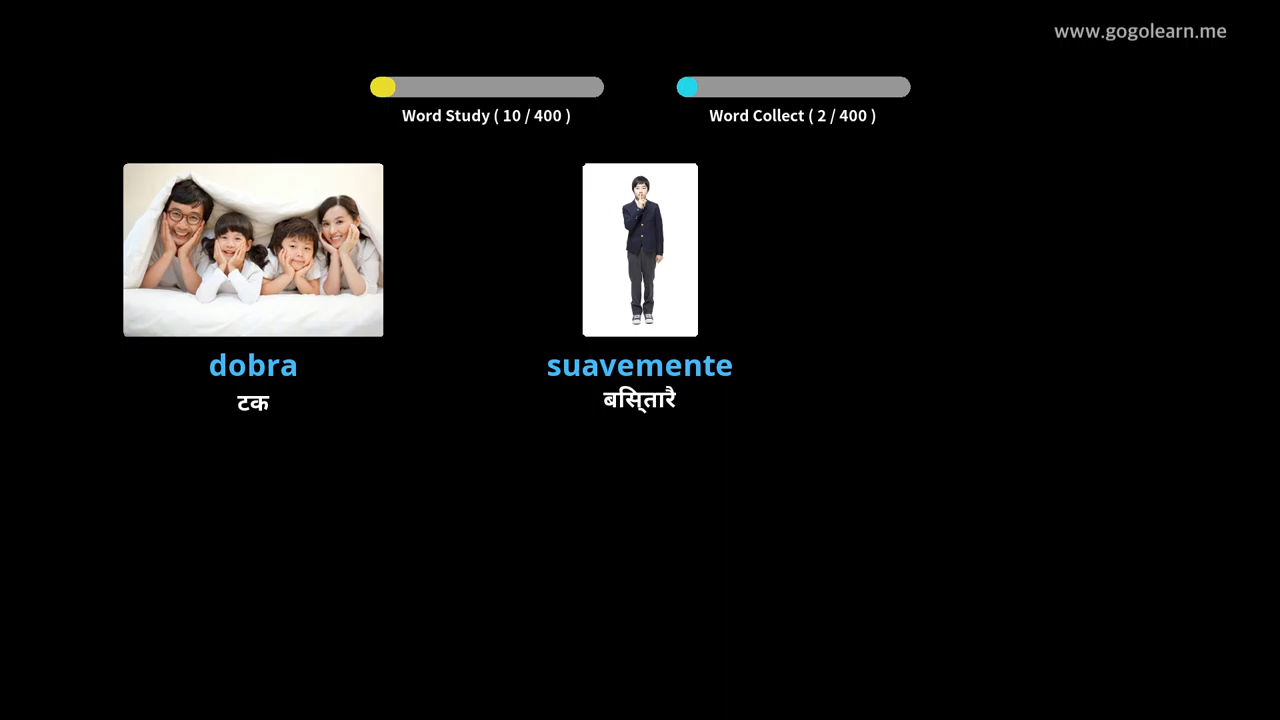 www.gogolearn.me
Word Study ( 10 / 400 )
Word Collect ( 2 / 400 )
dobra
टक
suavemente
बिस्तारै